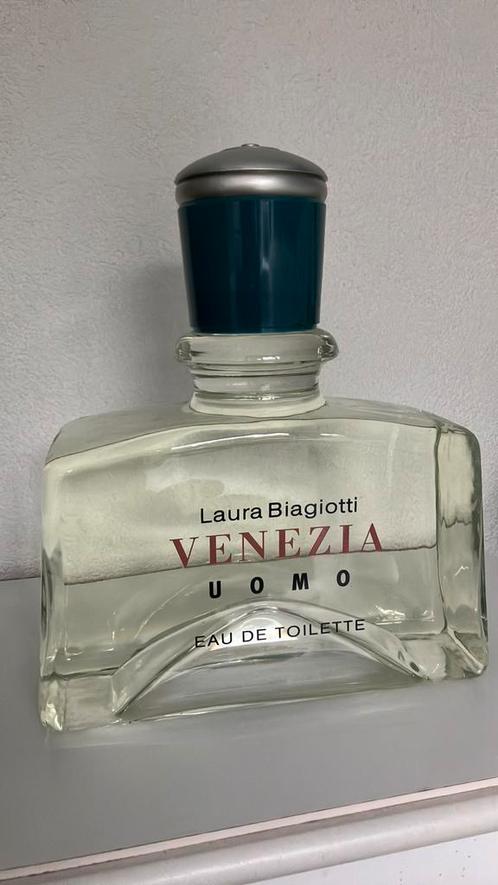 Laura Biagiotti
VENEZIA
UOMO
EAU DE TOILETTE